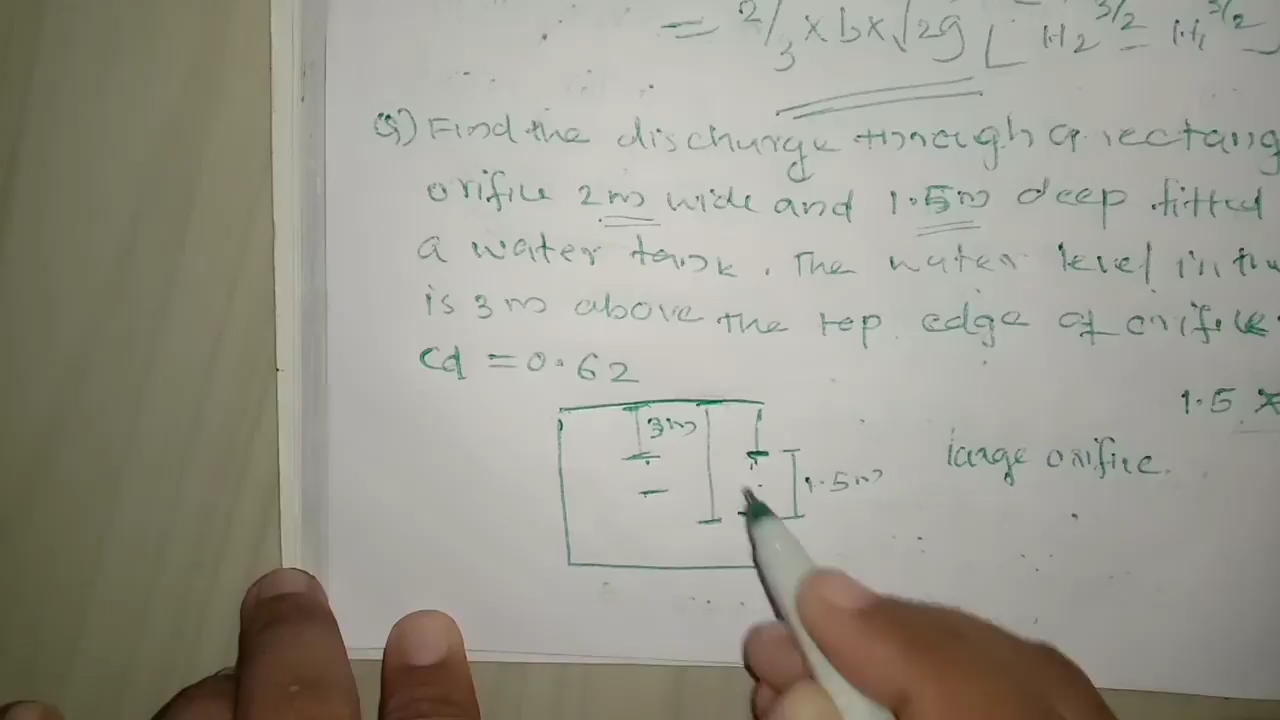 = 2/3 x b x √2g [ H2^3/2 - H1^3/2
Q) Find the discharge through a rectang
orifice 2m wide and 1.5m deep fitted
a water tank. The water level in the
is 3m above the top edge of orifice.
Cd = 0.62
1.5 x
3m
1.5m
large orifice.